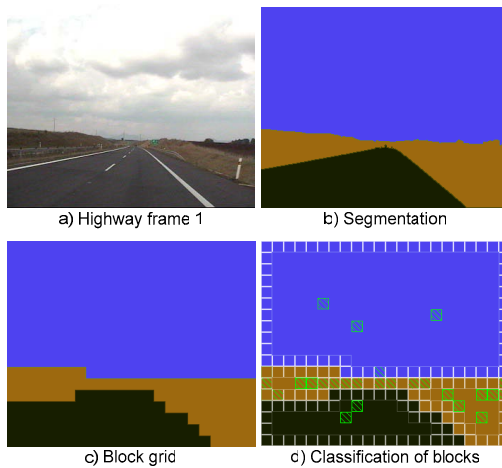 a) Highway frame 1
b) Segmentation
c) Block grid
d) Classification of blocks